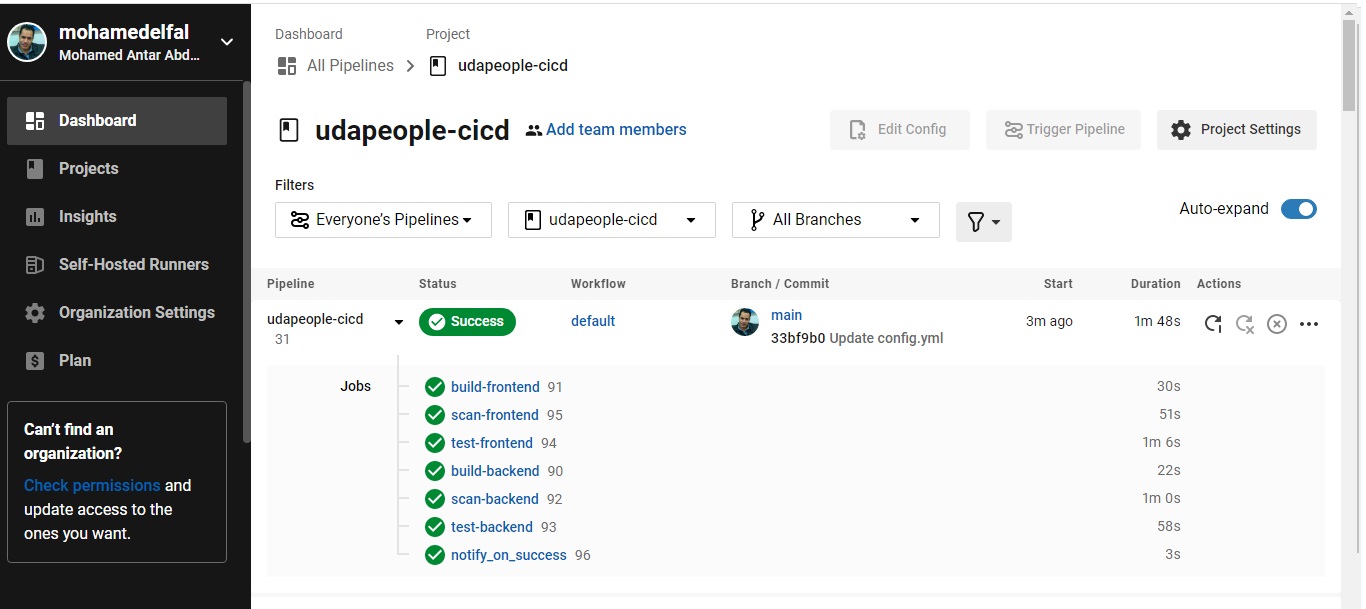 mohamedelfal
Mohamed Antar Abd...
Dashboard
Projects
Insights
Self-Hosted Runners
Organization Settings
Plan
Can't find an
organization?
Check permissions and
update access to the
ones you want.
Dashboard Project
All Pipelines udapeople-cicd
udapeople-cicd Add team members Edit Config Trigger Pipeline Project Settings
Filters
Everyone's Pipelines udapeople-cicd All Branches Auto-expand
Pipeline Status Workflow Branch / Commit Start Duration Actions
udapeople-cicd Success default main 3m ago 1m 48s
31 33bf9b0 Update config.yml
Jobs build-frontend 91 30s
scan-frontend 95 51s
test-frontend 94 1m 6s
build-backend 90 22s
scan-backend 92 1m 0s
test-backend 93 58s
notify_on_success 96 3s